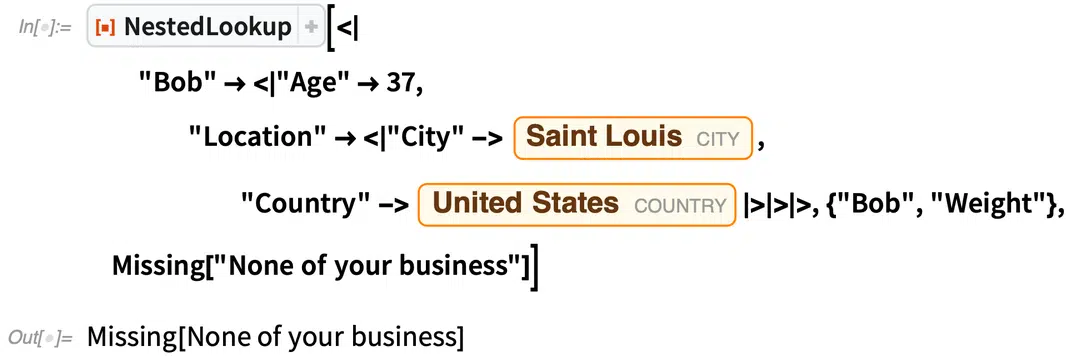 In[•]:= [▪] NestedLookup + [<|
"Bob" → <|"Age" → 37,
"Location" → <|"City" –> Saint Louis CITY ,
"Country" –> United States COUNTRY |>|>|>, {"Bob", "Weight"},
Missing["None of your business"]]
Out[•]= Missing[None of your business]